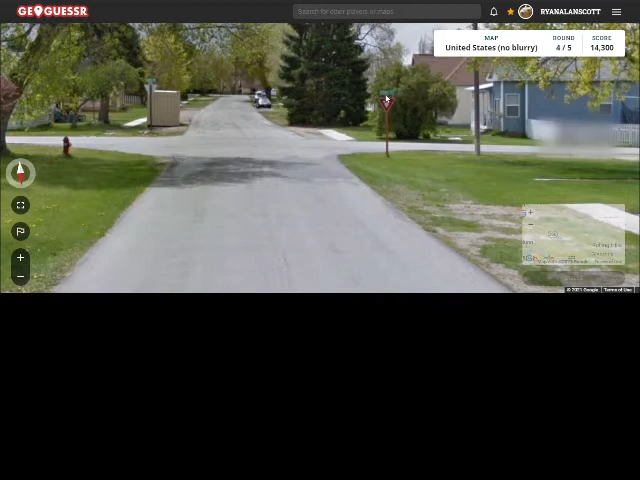 GEOGUESSR
Search for other players or maps
RYANALANSCOTT
MAP
United States (no blurry)
ROUND
4 / 5
SCORE
14,300
© 2021 Google
Terms of Use